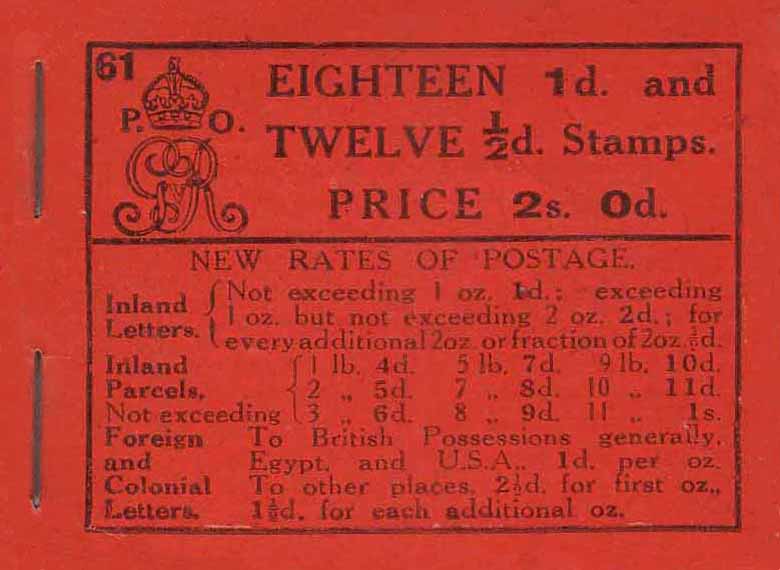 61
P. O.
GRV
EIGHTEEN 1d. and
TWELVE ½d. Stamps.
PRICE 2s. 0d.
NEW RATES OF POSTAGE.
Inland Letters. { Not exceeding 1 oz. 1d.; exceeding
1 oz. but not exceeding 2 oz. 2d.; for
every additional 2oz. or fraction of 2oz. ½d.
Inland { 1 lb. 4d. 5 lb. 7d. 9 lb. 10d.
Parcels, 2 „ 5d. 7 „ 8d. 10 „ 11d.
Not exceeding 3 „ 6d. 8 „ 9d. 11 „ 1s.
Foreign To British Possessions generally,
and Egypt, and U.S.A., 1d. per oz.
Colonial To other places, 2½d. for first oz.,
Letters. 1½d. for each additional oz.